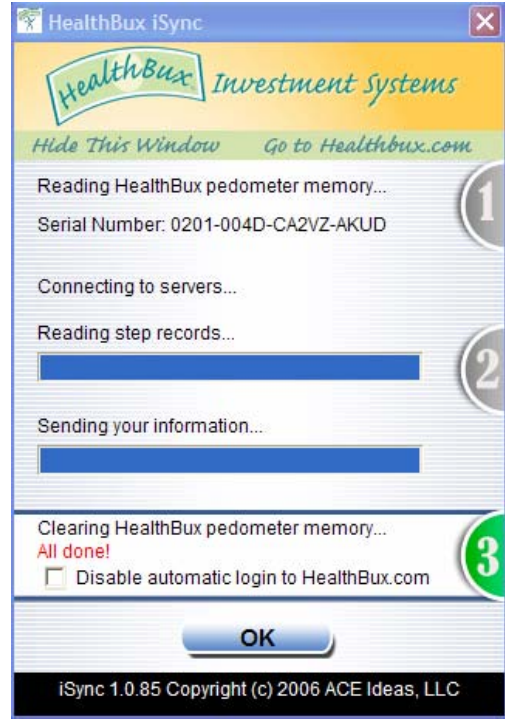 HealthBux iSync
HealthBux Investment Systems
Hide This Window Go to Healthbux.com
Reading HealthBux pedometer memory...
1
Serial Number: 0201-004D-CA2VZ-AKUD
Connecting to servers...
Reading step records...
2
Sending your information...
Clearing HealthBux pedometer memory...
All done!
3
Disable automatic login to HealthBux.com
OK
iSync 1.0.85 Copyright (c) 2006 ACE Ideas, LLC